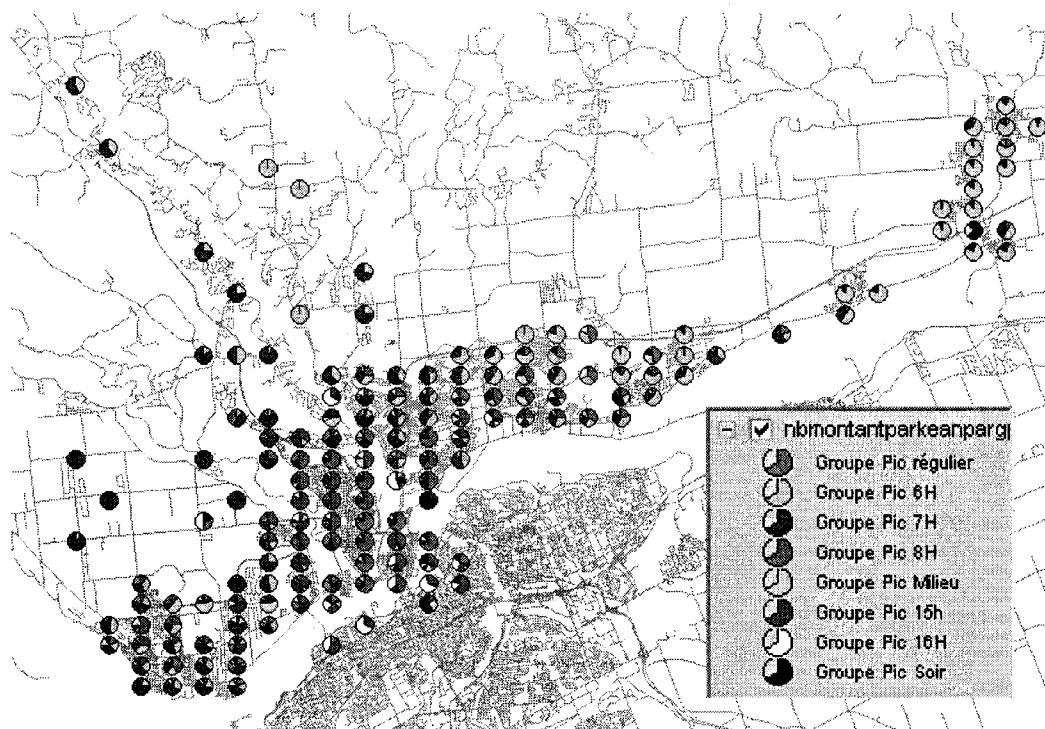 nbmontantparkeanpargr
Groupe Pic régulier
Groupe Pic 6H
Groupe Pic 7H
Groupe Pic 8H
Groupe Pic Milieu
Groupe Pic 15h
Groupe Pic 16H
Groupe Pic Soir